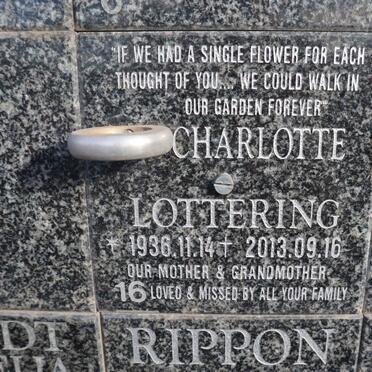 "IF WE HAD A SINGLE FLOWER FOR EACH
THOUGHT OF YOU.... WE COULD WALK IN
OUR GARDEN FOREVER"
CHARLOTTE
LOTTERING
* 1936.11.14 † 2013.09.16
OUR MOTHER & GRANDMOTHER
16 LOVED & MISSED BY ALL YOUR FAMILY
RIPPON